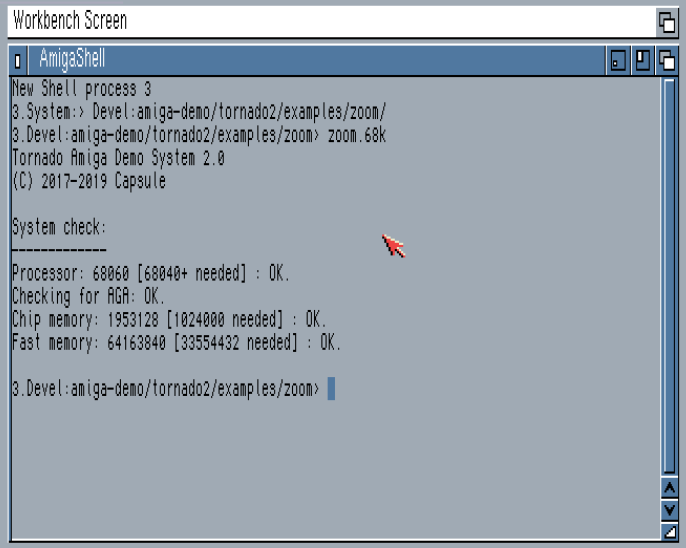 Workbench Screen
AmigaShell
New Shell process 3
3.System:> Devel:amiga-demo/tornado2/examples/zoom/
3.Devel:amiga-demo/tornado2/examples/zoom> zoom.68k
Tornado Amiga Demo System 2.0
(C) 2017-2019 Capsule
System check:
-------------
Processor: 68060 [68040+ needed] : OK.
Checking for AGA: OK.
Chip memory: 1953128 [1024000 needed] : OK.
Fast memory: 64163840 [33554432 needed] : OK.
3.Devel:amiga-demo/tornado2/examples/zoom>